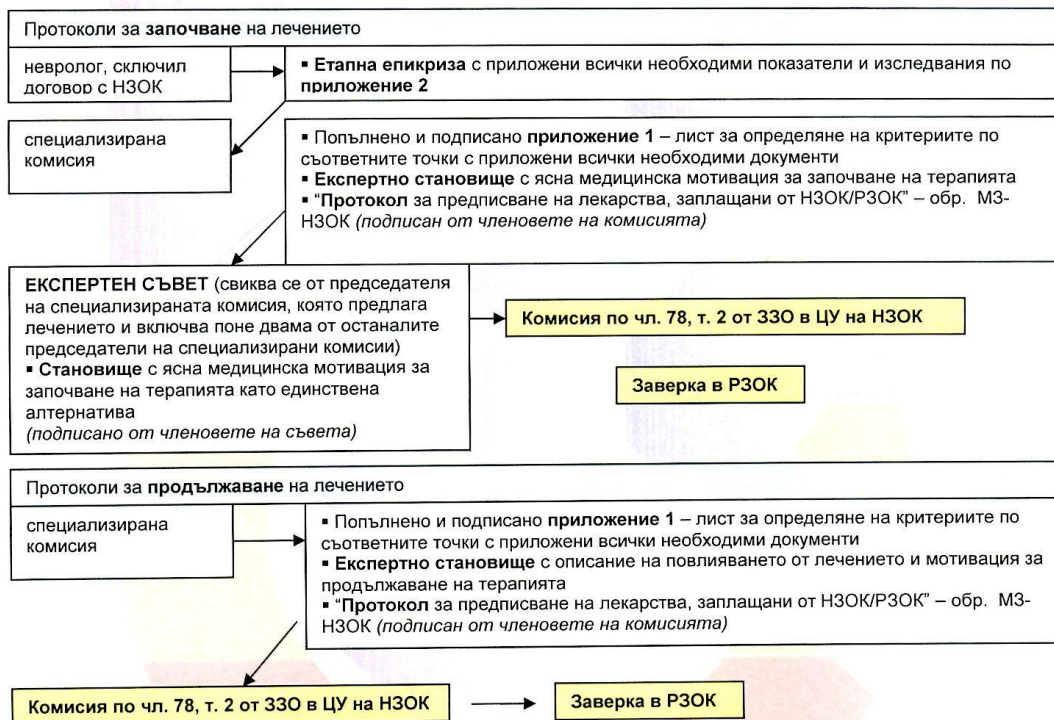 Протоколи за започване на лечението
невролог, сключил
договор с НЗОК
▪ Етапна епикриза с приложени всички необходими показатели и изследвания по
приложение 2
специализирана
комисия
▪ Попълнено и подписано приложение 1 – лист за определяне на критериите по
съответните точки с приложени всички необходими документи
▪ Експертно становище с ясна медицинска мотивация за започване на терапията
▪ “Протокол за предписване на лекарства, заплащани от НЗОК/РЗОК” – обр. МЗ-
НЗОК (подписан от членовете на комисията)
ЕКСПЕРТЕН СЪВЕТ (свиква се от председателя
на специализираната комисия, която предлага
лечението и включва поне двама от останалите
председатели на специализирани комисии)
▪ Становище с ясна медицинска мотивация за
започване на терапията като единствена
алтернатива
(подписано от членовете на съвета)
Комисия по чл. 78, т. 2 от ЗЗО в ЦУ на НЗОК
Заверка в РЗОК
Протоколи за продължаване на лечението
специализирана
комисия
▪ Попълнено и подписано приложение 1 – лист за определяне на критериите по
съответните точки с приложени всички необходими документи
▪ Експертно становище с описание на повлияването от лечението и мотивация за
продължаване на терапията
▪ “Протокол за предписване на лекарства, заплащани от НЗОК/РЗОК” – обр. МЗ-
НЗОК (подписан от членовете на комисията)
Комисия по чл. 78, т. 2 от ЗЗО в ЦУ на НЗОК
Заверка в РЗОК